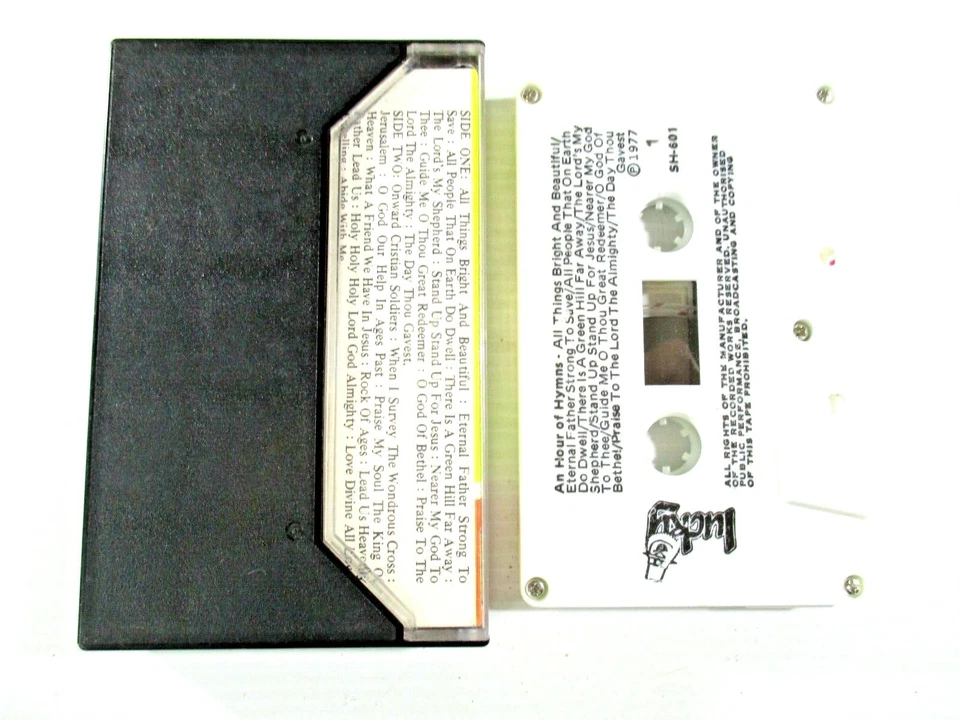 SIDE ONE: All Things Bright And Beautiful : Eternal Father Strong To
Save : All People That On Earth Do Dwell : There Is A Green Hill Far Away :
The Lord's My Shepherd : Stand Up Stand Up For Jesus : Nearer My God To
Thee : Guide Me O Thou Great Redeemer : O God Of Bethel : Praise To The
Lord The Almighty : The Day Thou Gavest.
SIDE TWO: Onward Christian Soldiers : When I Survey The Wondrous Cross :
Jerusalem : O God Our Help In Ages Past : Praise My Soul The King O
Heaven : What A Friend We Have In Jesus : Rock Of Ages : Lead Us Heave
ther Lead Us : Holy Holy Holy Lord God Almighty : Love Divine All
elling : Abide With Me
An Hour of Hymns - All Things Bright And Beautiful/
Eternal Father Strong To Save/All People That On Earth
Do Dwell/There Is A Green Hill Far Away/The Lord's My
Shepherd/Stand Up Stand Up For Jesus/Nearer My God
To Thee/Guide Me O Thou Great Redeemer/O God Of
Bethel/Praise To The Lord The Almighty/The Day Thou
Gavest
℗ 1977
1
SH-601
ALL RIGHTS OF THE MANUFACTURER AND OF THE OWNER
OF THE RECORDED WORKS RESERVED. UNAUTHORISED
PUBLIC PERFORMANCE, BROADCASTING AND COPYING
OF THIS TAPE PROHIBITED.
lucky